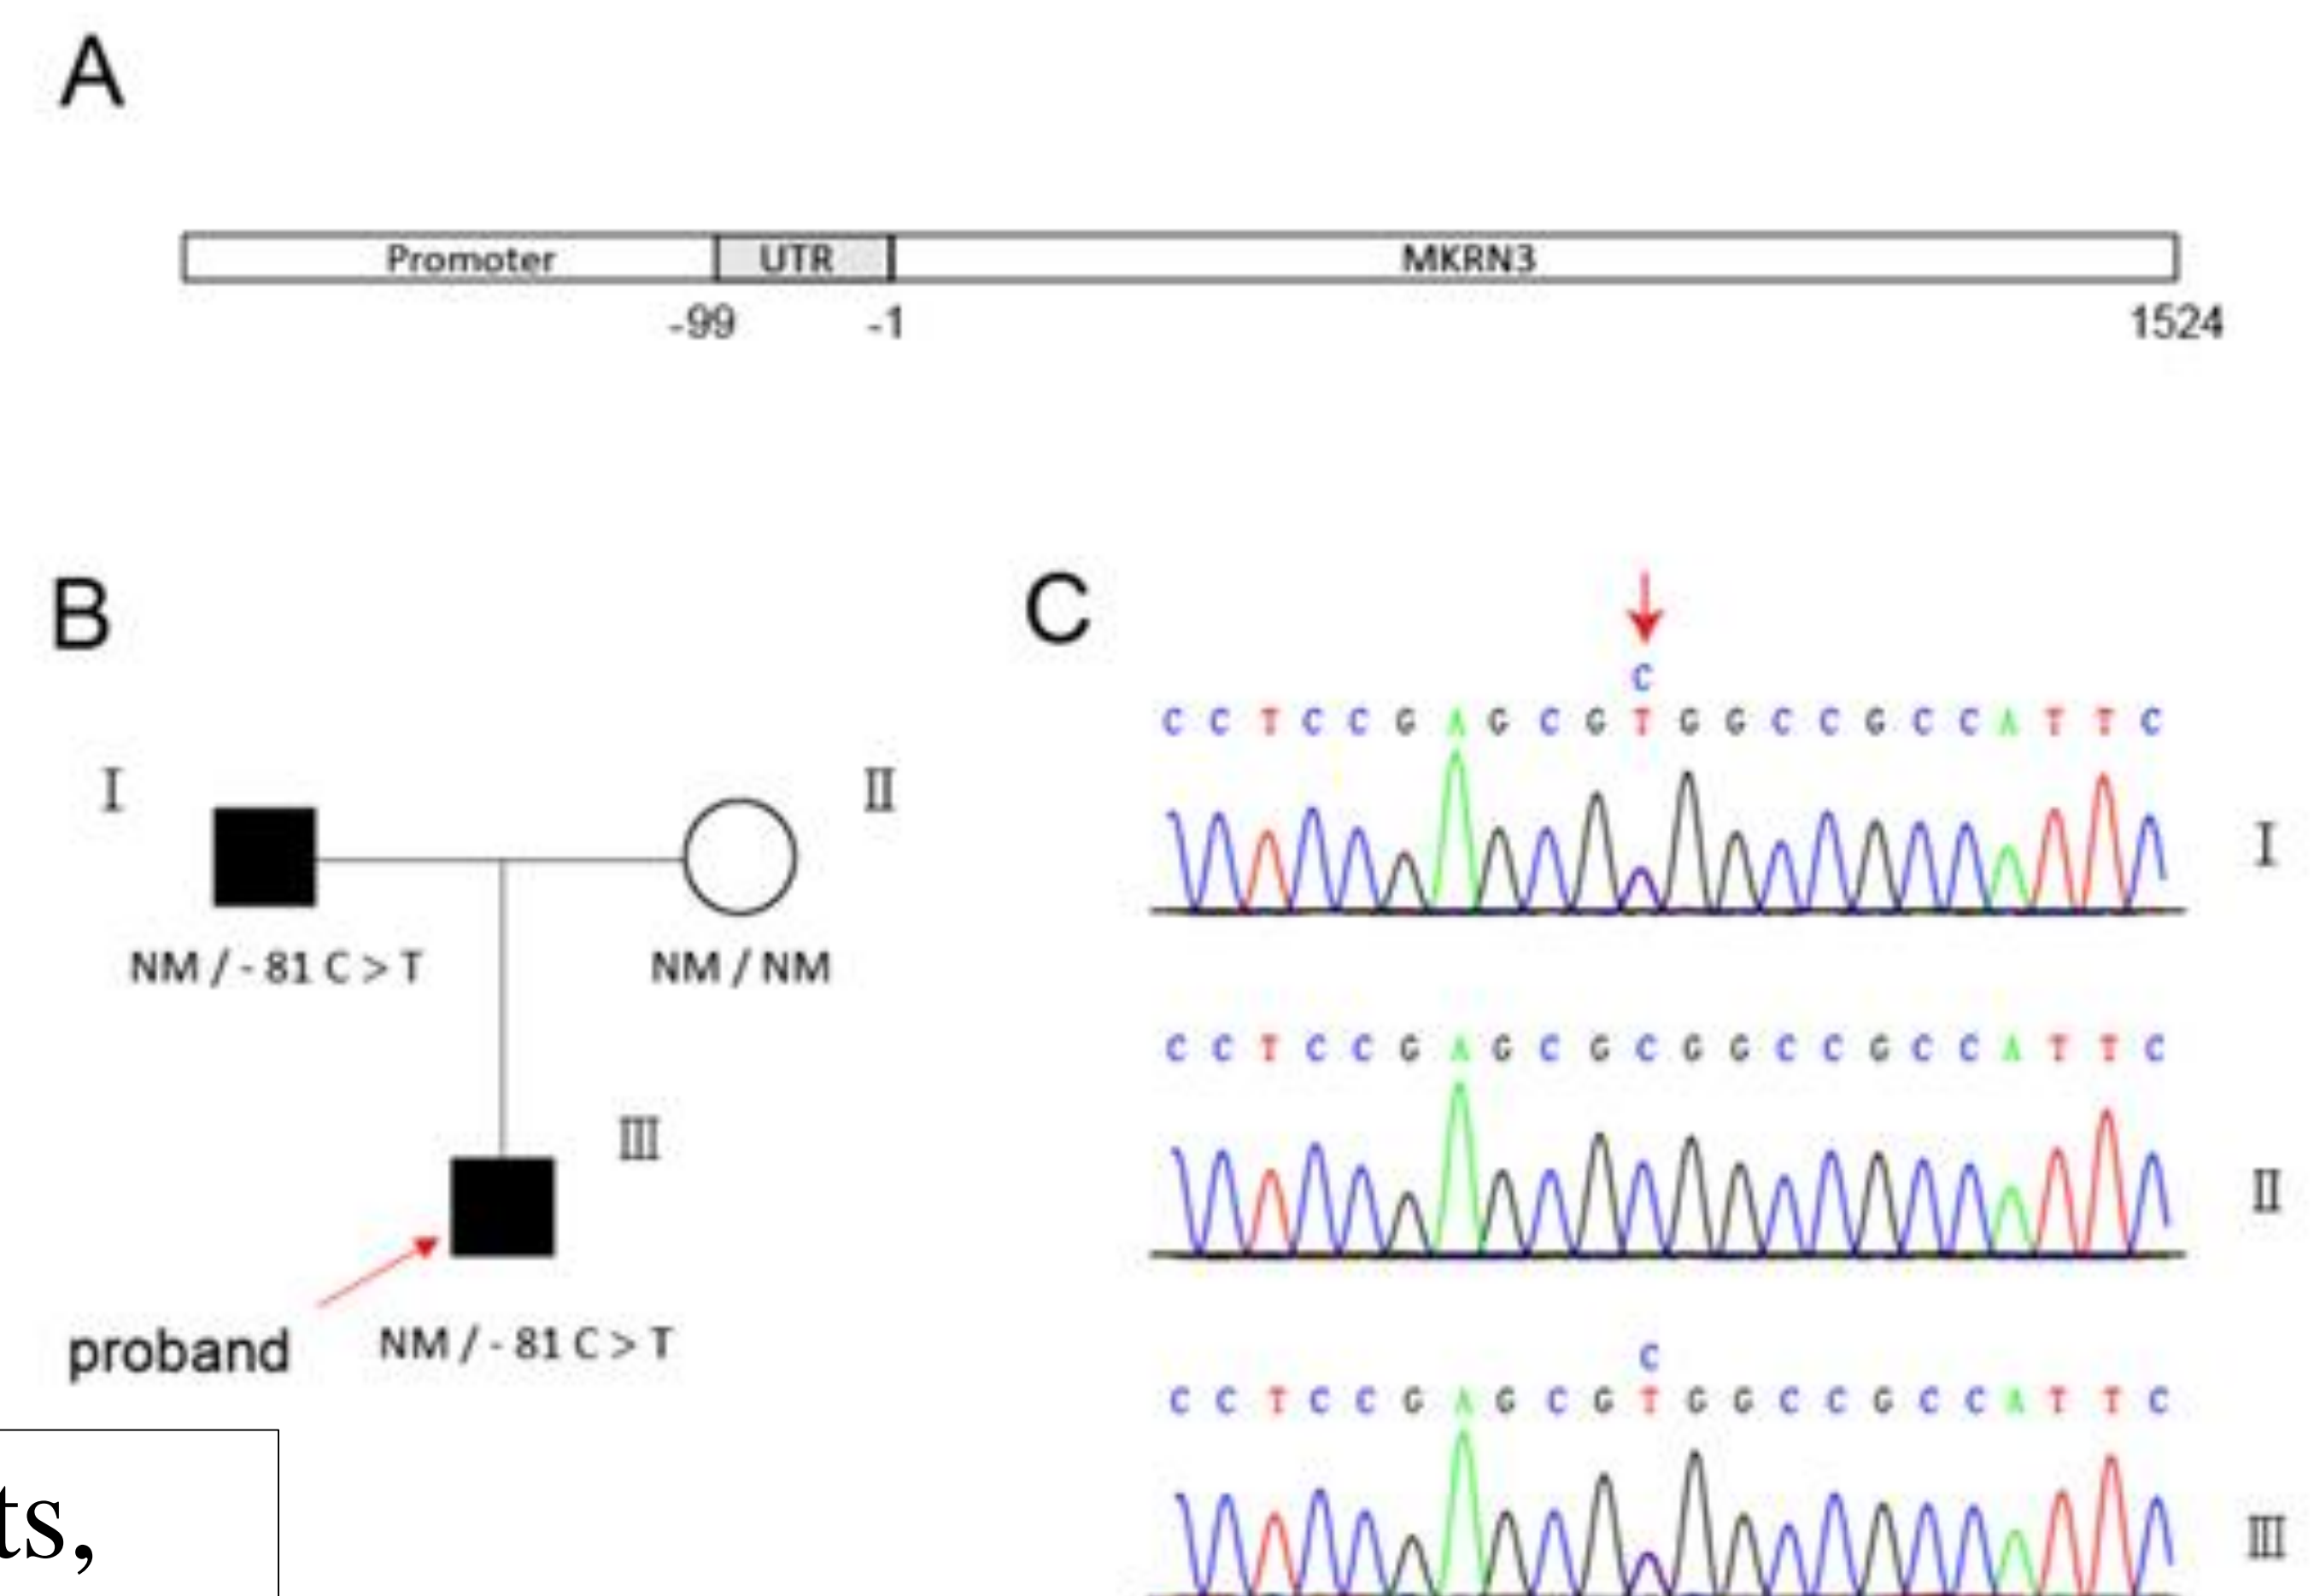 A
Promoter UTR MKRN3
-99 -1 1524
B
I II
NM / - 81 C > T NM / NM
III
proband NM / - 81 C > T
C
C
C C T C C G A G C G T G G C C G C C A T T C
I
C C T C C G A G C G C G G C C G C C A T T C
II
C
C C T C C G A G C G T G G C C G C C A T T C
III
ts,